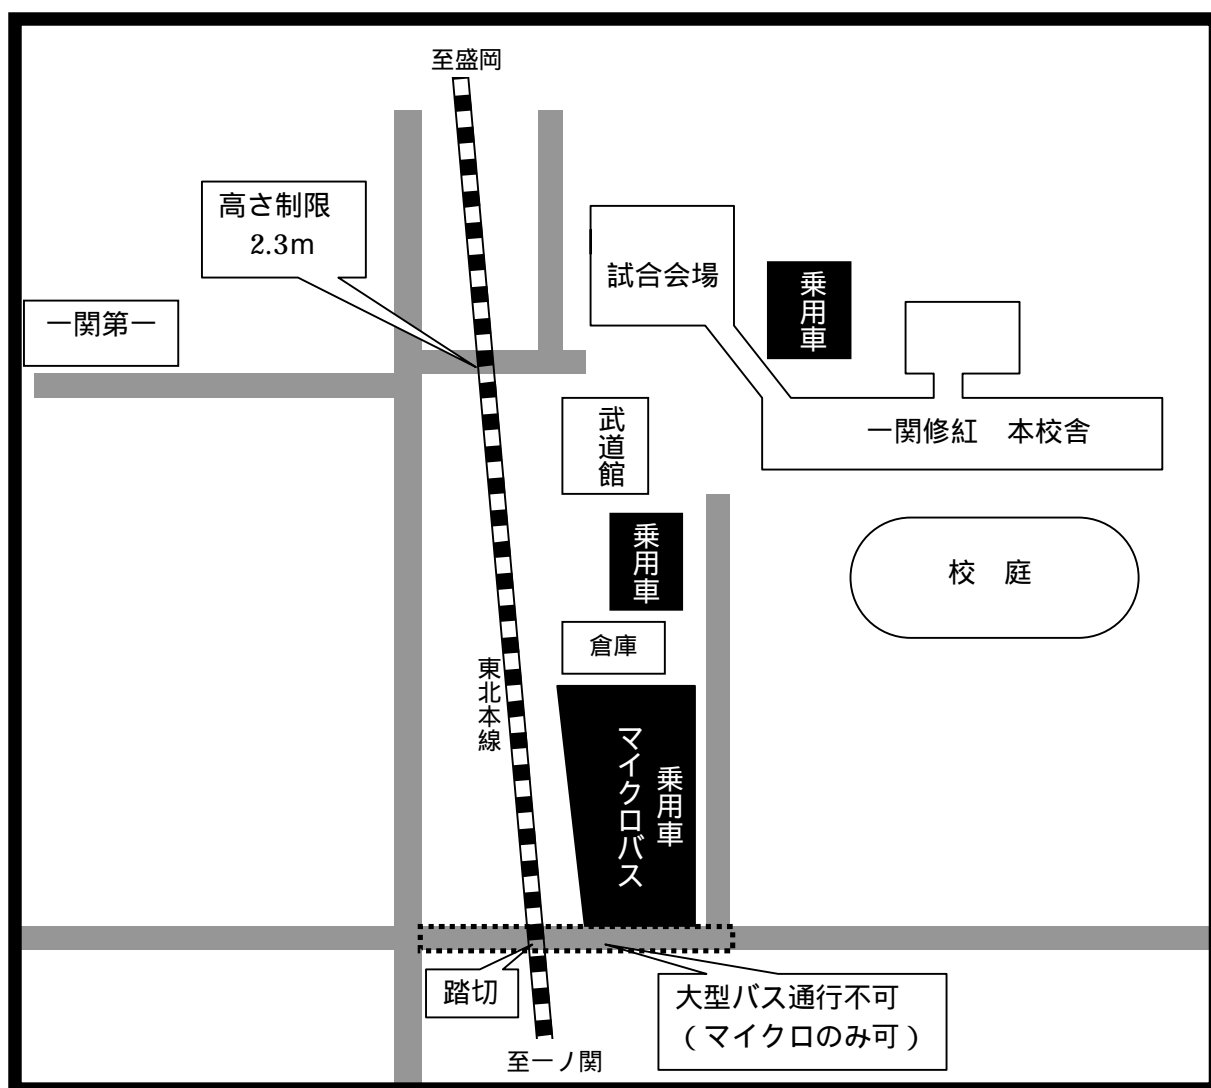 至盛岡
高さ制限
2.3m
試合会場
乗用車
一関第一
武道館
一関修紅　本校舎
乗用車
校　庭
倉庫
東北本線
乗用車
マイクロバス
踏切
大型バス通行不可
（マイクロのみ可）
至一ノ関